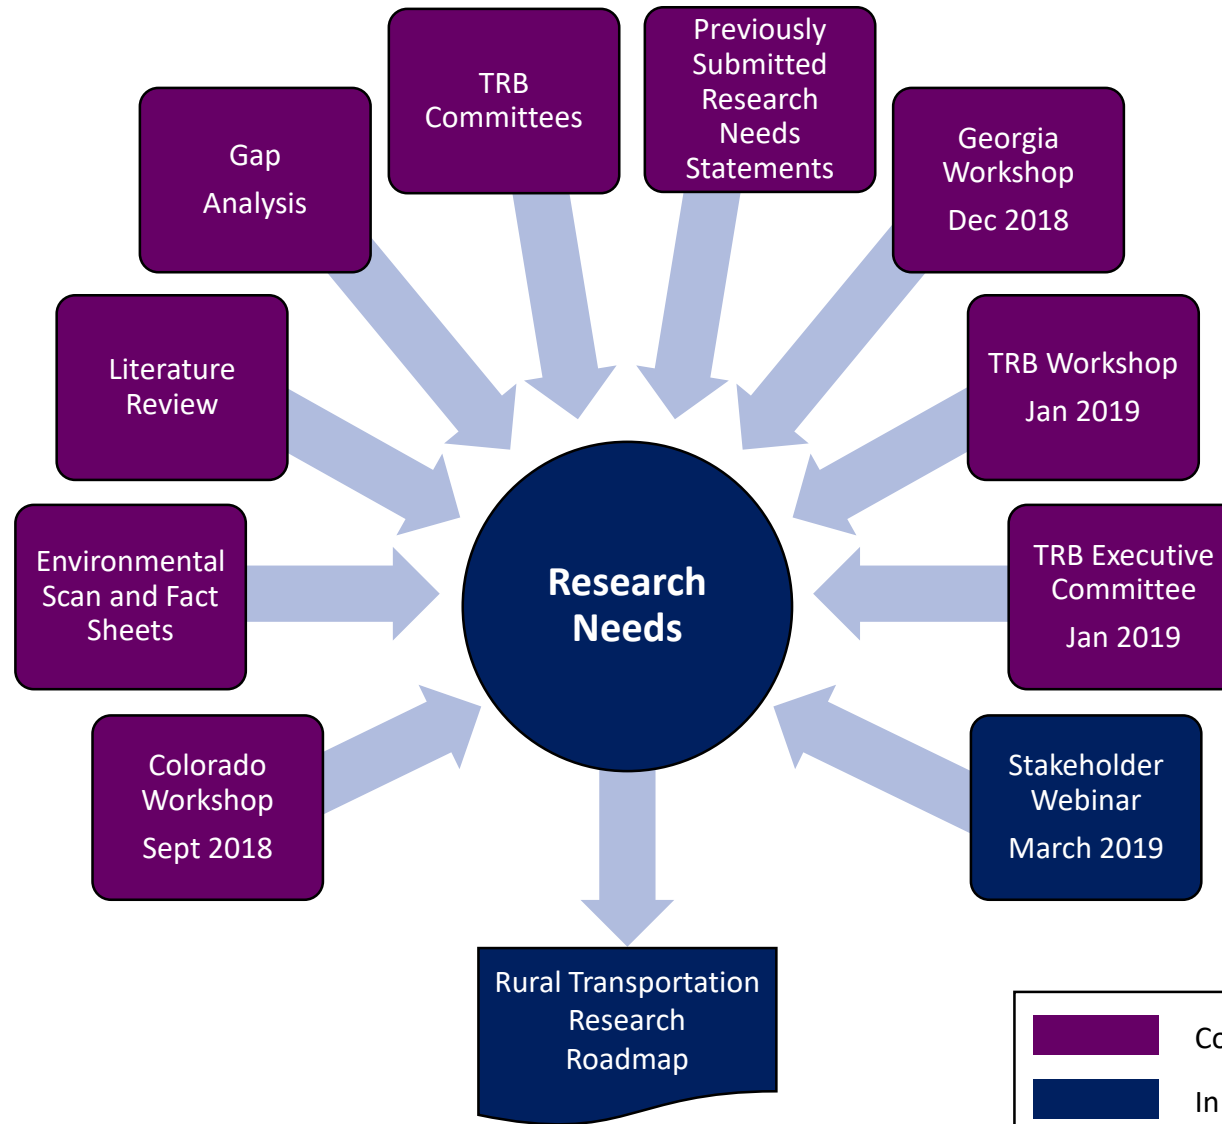 Previously
Submitted
Research
Needs
Statements
TRB
Committees
Gap
Analysis
Georgia
Workshop
Dec 2018
Literature
Review
TRB Workshop
Jan 2019
Environmental
Scan and Fact
Sheets
Research
Needs
TRB Executive
Committee
Jan 2019
Colorado
Workshop
Sept 2018
Stakeholder
Webinar
March 2019
Rural Transportation
Research
Roadmap
Co
In